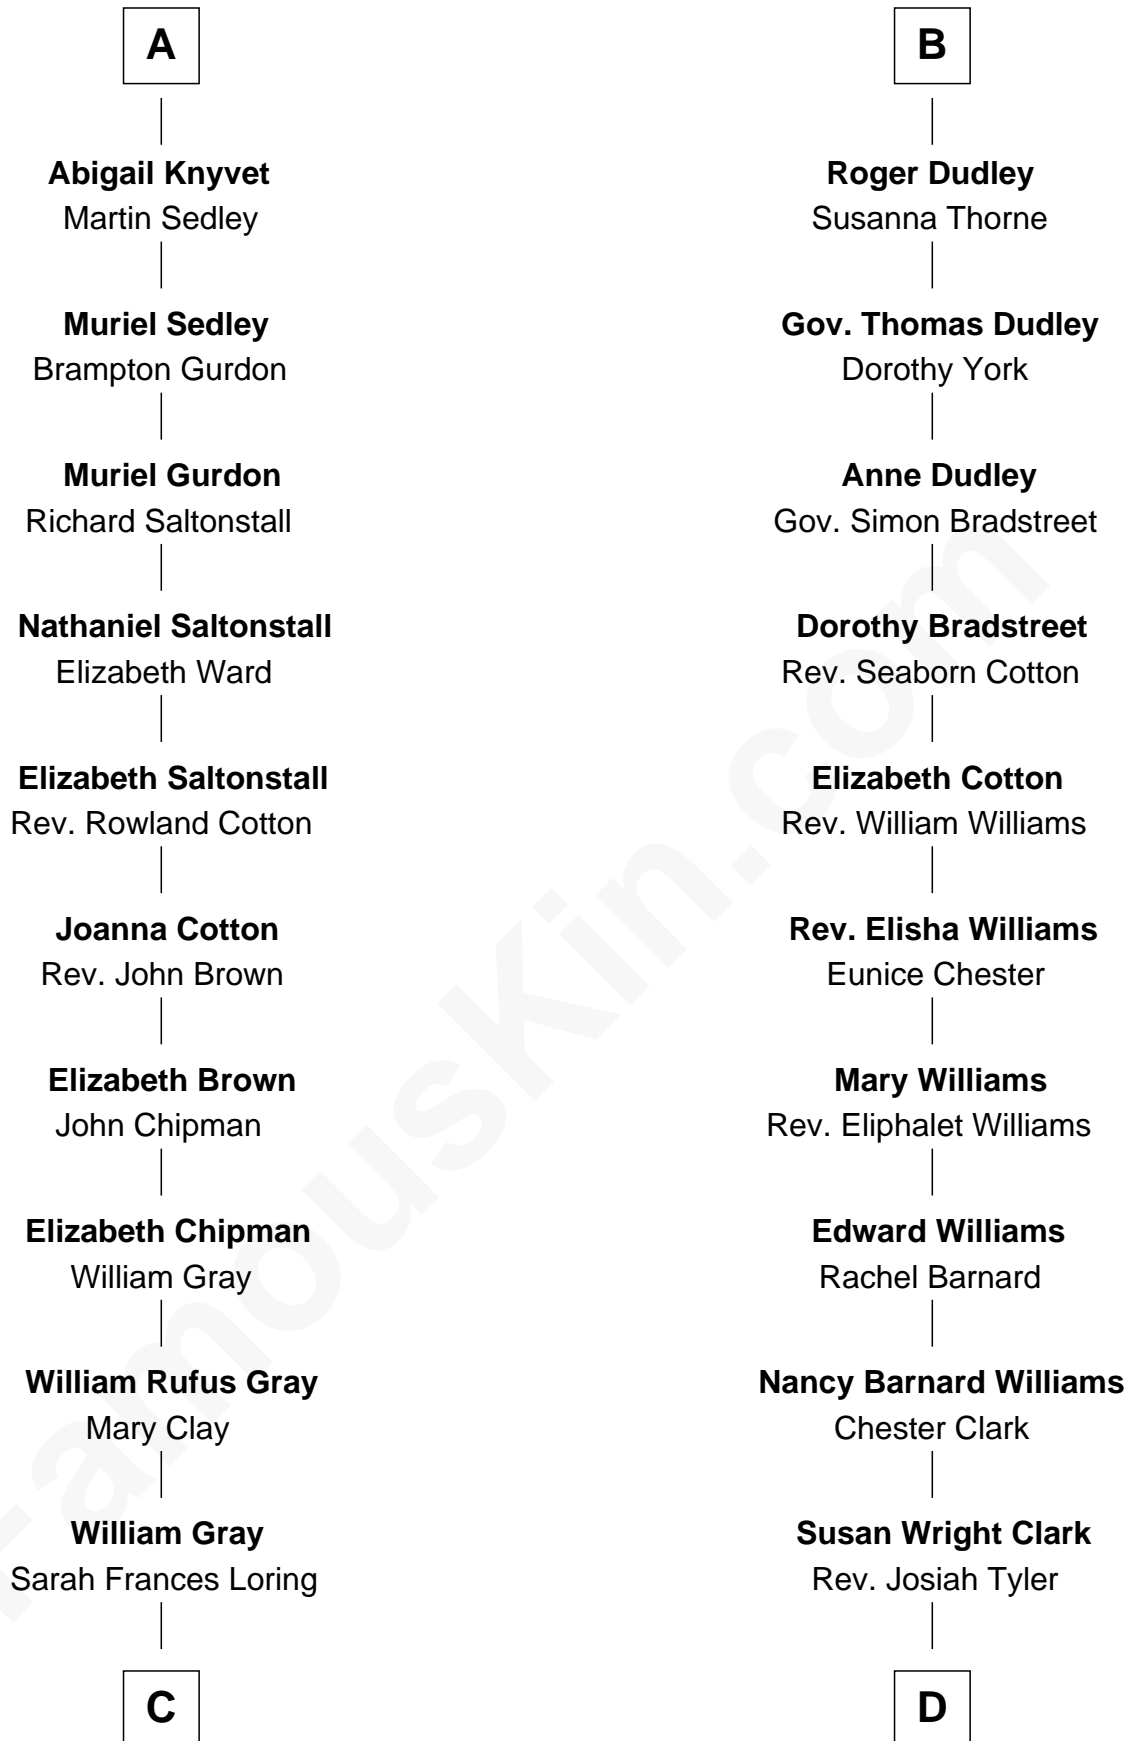 A
Abigail Knyvet
Martin Sedley
Muriel Sedley
Brampton Gurdon
Muriel Gurdon
Richard Saltonstall
Nathaniel Saltonstall
Elizabeth Ward
Elizabeth Saltonstall
Rev. Rowland Cotton
Joanna Cotton
Rev. John Brown
Elizabeth Brown
John Chipman
Elizabeth Chipman
William Gray
William Rufus Gray
Mary Clay
William Gray
Sarah Frances Loring
C
B
Roger Dudley
Susanna Thorne
Gov. Thomas Dudley
Dorothy York
Anne Dudley
Gov. Simon Bradstreet
Dorothy Bradstreet
Rev. Seaborn Cotton
Elizabeth Cotton
Rev. William Williams
Rev. Elisha Williams
Eunice Chester
Mary Williams
Rev. Eliphalet Williams
Edward Williams
Rachel Barnard
Nancy Barnard Williams
Chester Clark
Susan Wright Clark
Rev. Josiah Tyler
D
FamousKin.com